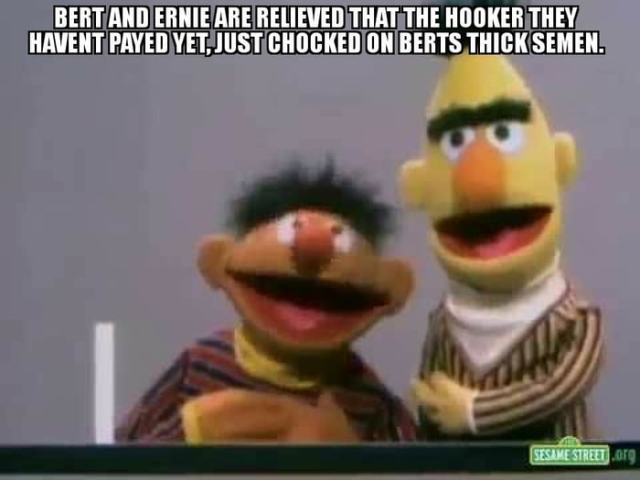 BERT AND ERNIE ARE RELIEVED THAT THE HOOKER THEY
HAVENT PAYED YET, JUST CHOCKED ON BERTS THICK SEMEN.
SESAME STREET .org